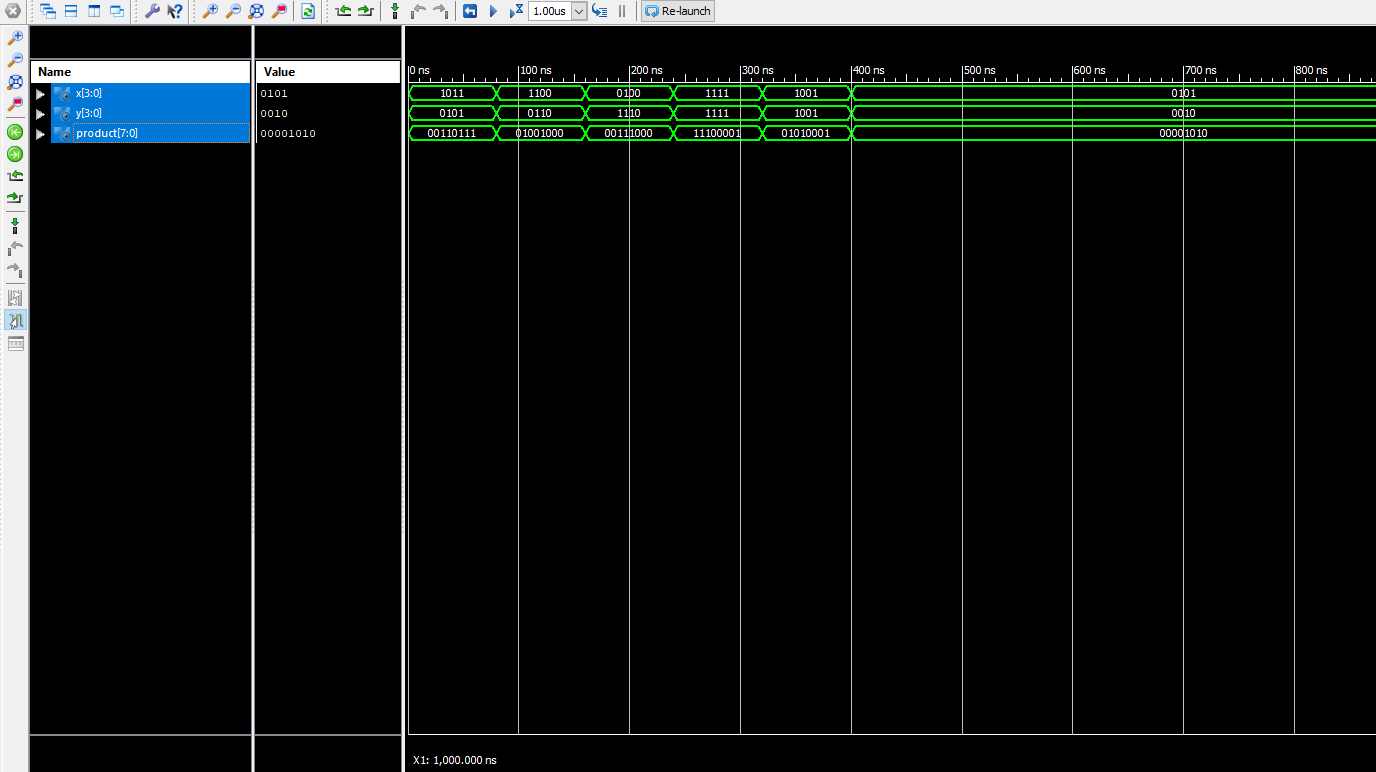 1.00us Re-launch
Name Value
0 ns 100 ns 200 ns 300 ns 400 ns 500 ns 600 ns 700 ns 800 ns
x[3:0] 0101 1011 1100 0100 1111 1001 0101
y[3:0] 0010 0101 0110 1110 1111 1001 0010
product[7:0] 00001010 00110111 01001000 00111000 11100001 01010001 00001010
X1: 1,000.000 ns